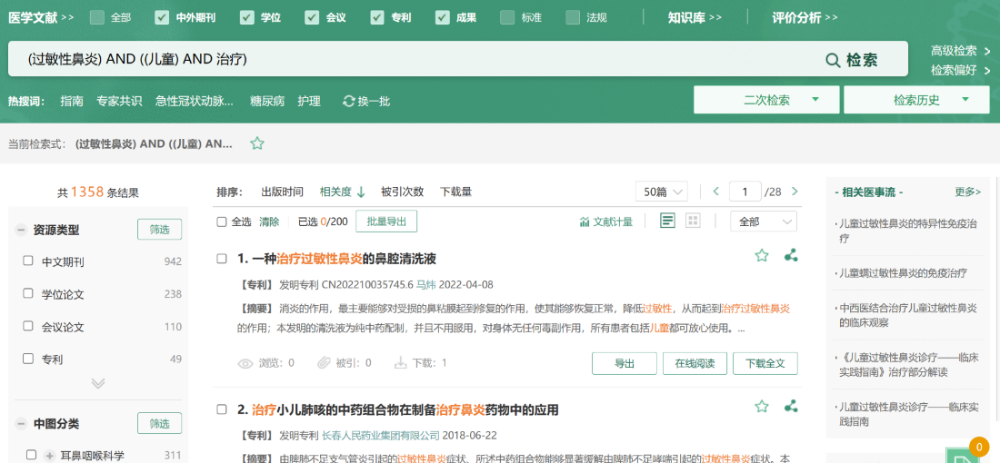 医学文献 >> 全部 中外期刊 学位 会议 专利 成果 标准 法规 知识库 >> 评价分析 >>
(过敏性鼻炎) AND ((儿童) AND 治疗) 检索
高级检索 >
检索偏好 >
热搜词： 指南 专家共识 急性冠状动脉... 糖尿病 护理 换一批
二次检索 检索历史
当前检索式： (过敏性鼻炎) AND ((儿童) AN...
共 1358 条结果
资源类型 筛选
中文期刊 942
学位论文 238
会议论文 110
专利 49
中图分类 筛选
耳鼻咽喉科学 311
排序： 出版时间 相关度 被引次数 下载量 50篇 < 1 /28 >
全选 清除 已选 0/200 批量导出 文献计量 全部
1. 一种治疗过敏性鼻炎的鼻腔清洗液
【专利】 发明专利 CN202210035745.6 马炜 2022-04-08
【摘要】 消炎的作用，最主要能够对受损的鼻粘膜起到修复的作用，使其能够恢复正常，降低过敏性，从而起到治疗过敏性鼻炎
的作用；本发明的清洗液为纯中药配制，并且不用服用，对身体无任何毒副作用，所有患者包括儿童都可放心使用。...
浏览：0 被引：0 下载：1 导出 在线阅读 下载全文
2. 治疗小儿肺咳的中药组合物在制备治疗鼻炎药物中的应用
【专利】 发明专利 长春人民药业集团有限公司 2018-06-22
【摘要】 由脾肺不足支气管炎引起的过敏性鼻炎症状、所述中药组合物能够显著缓解由脾肺不足哮喘引起的过敏性鼻炎症状。本
- 相关医事流 - 更多>
·儿童过敏性鼻炎的特异性免疫治
疗
·儿童螨过敏性鼻炎的免疫治疗
·中西医结合治疗儿童过敏性鼻炎
的临床观察
·《儿童过敏性鼻炎诊疗——临床
实践指南》治疗部分解读
·儿童过敏性鼻炎诊疗——临床实
践指南
0